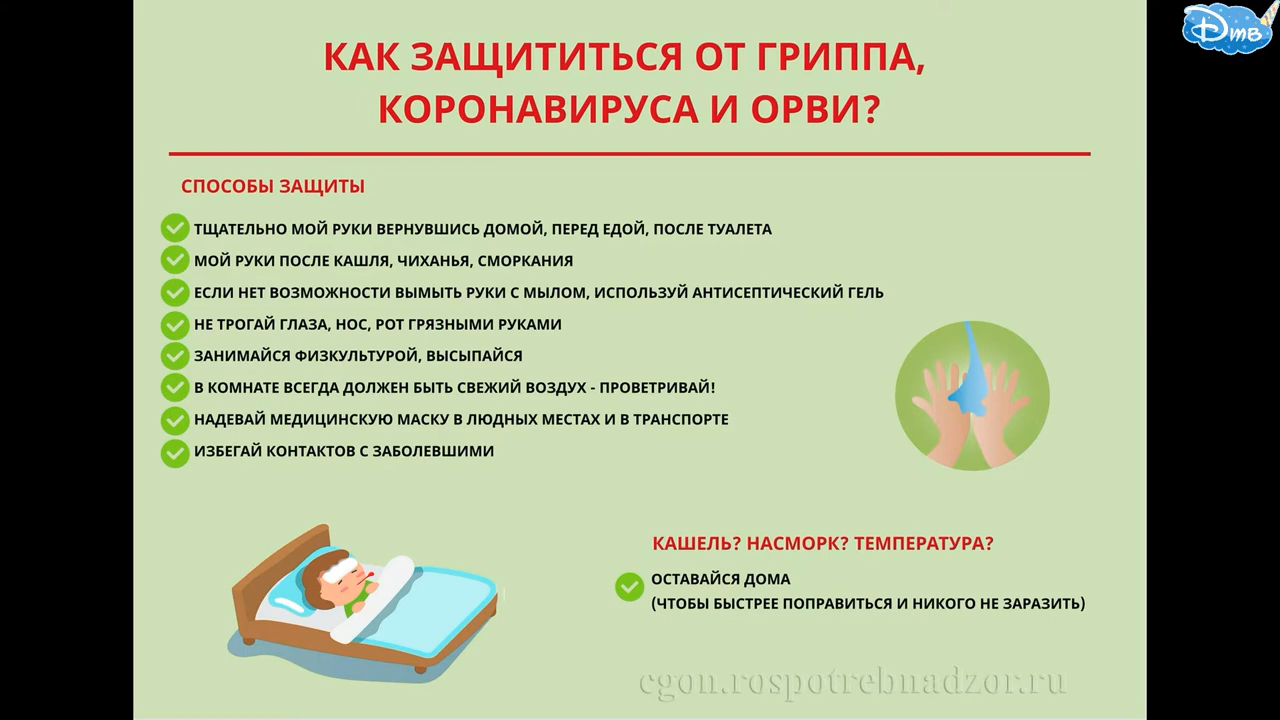 Dmb
КАК ЗАЩИТИТЬСЯ ОТ ГРИППА,
КОРОНАВИРУСА И ОРВИ?
СПОСОБЫ ЗАЩИТЫ
ТЩАТЕЛЬНО МОЙ РУКИ ВЕРНУВШИСЬ ДОМОЙ, ПЕРЕД ЕДОЙ, ПОСЛЕ ТУАЛЕТА
МОЙ РУКИ ПОСЛЕ КАШЛЯ, ЧИХАНЬЯ, СМОРКАНИЯ
ЕСЛИ НЕТ ВОЗМОЖНОСТИ ВЫМЫТЬ РУКИ С МЫЛОМ, ИСПОЛЬЗУЙ АНТИСЕПТИЧЕСКИЙ ГЕЛЬ
НЕ ТРОГАЙ ГЛАЗА, НОС, РОТ ГРЯЗНЫМИ РУКАМИ
ЗАНИМАЙСЯ ФИЗКУЛЬТУРОЙ, ВЫСЫПАЙСЯ
В КОМНАТЕ ВСЕГДА ДОЛЖЕН БЫТЬ СВЕЖИЙ ВОЗДУХ - ПРОВЕТРИВАЙ!
НАДЕВАЙ МЕДИЦИНСКУЮ МАСКУ В ЛЮДНЫХ МЕСТАХ И В ТРАНСПОРТЕ
ИЗБЕГАЙ КОНТАКТОВ С ЗАБОЛЕВШИМИ
КАШЕЛЬ? НАСМОРК? ТЕМПЕРАТУРА?
ОСТАВАЙСЯ ДОМА
(ЧТОБЫ БЫСТРЕЕ ПОПРАВИТЬСЯ И НИКОГО НЕ ЗАРАЗИТЬ)
cgon.rospotrebnadzor.ru